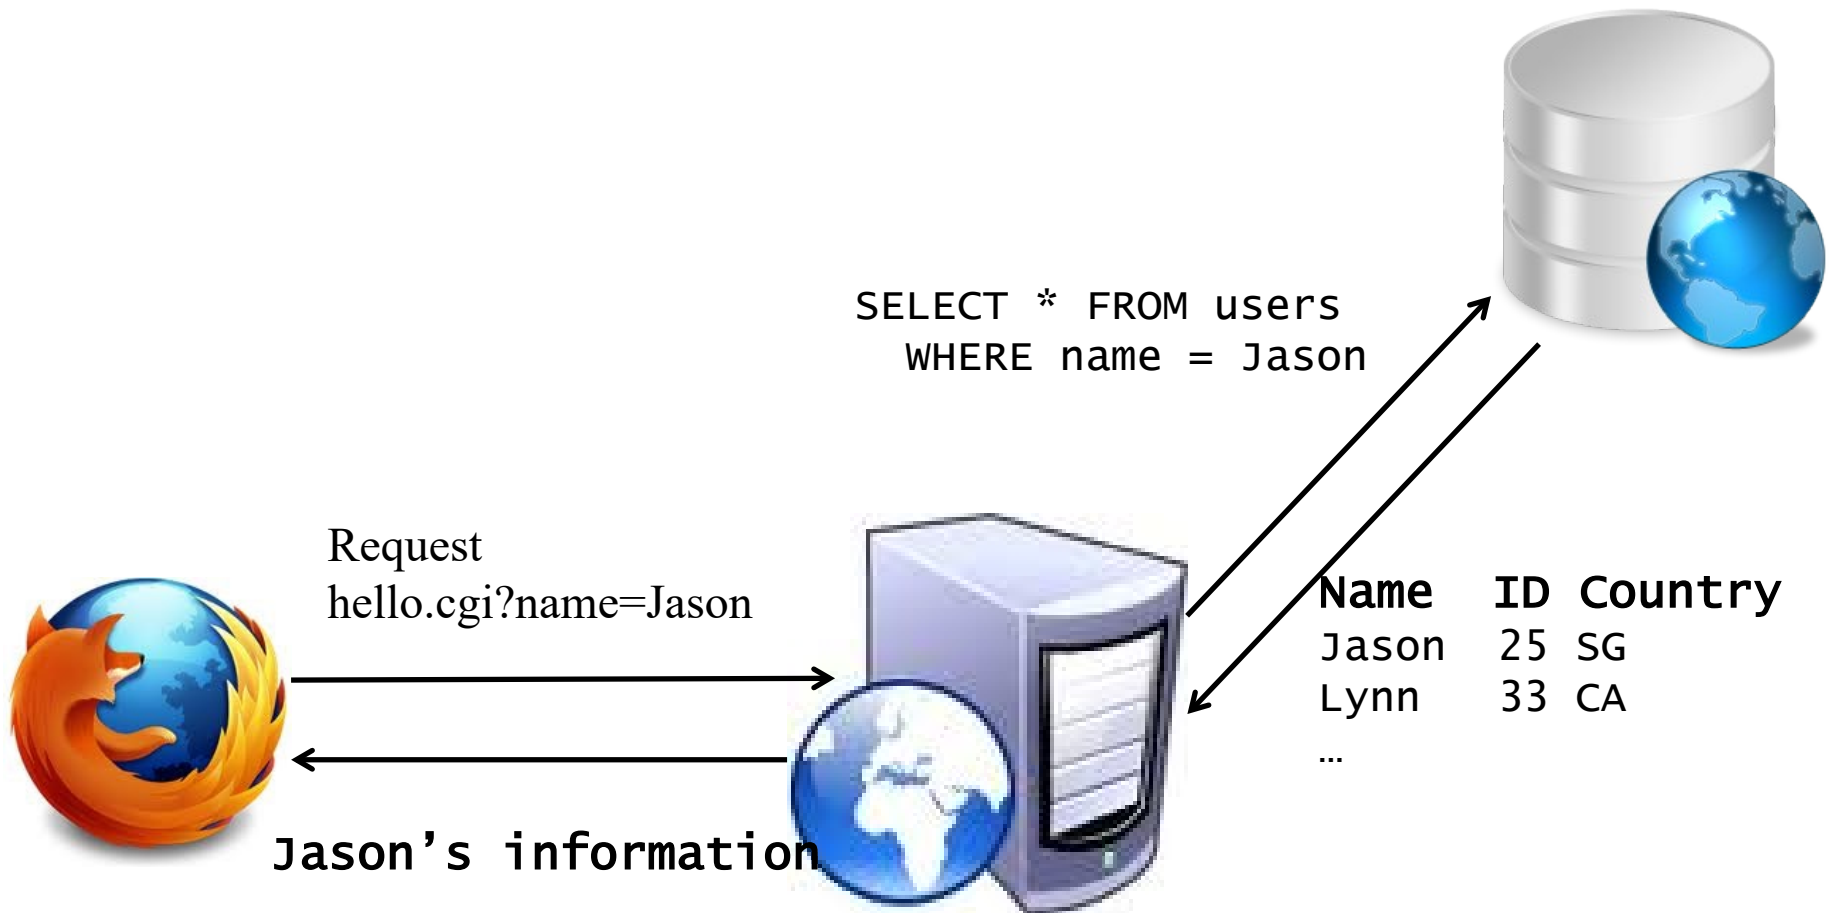 SELECT * FROM users
WHERE name = Jason
Request
hello.cgi?name=Jason
Name ID Country
Jason 25 SG
Lynn 33 CA
…
Jason’s information